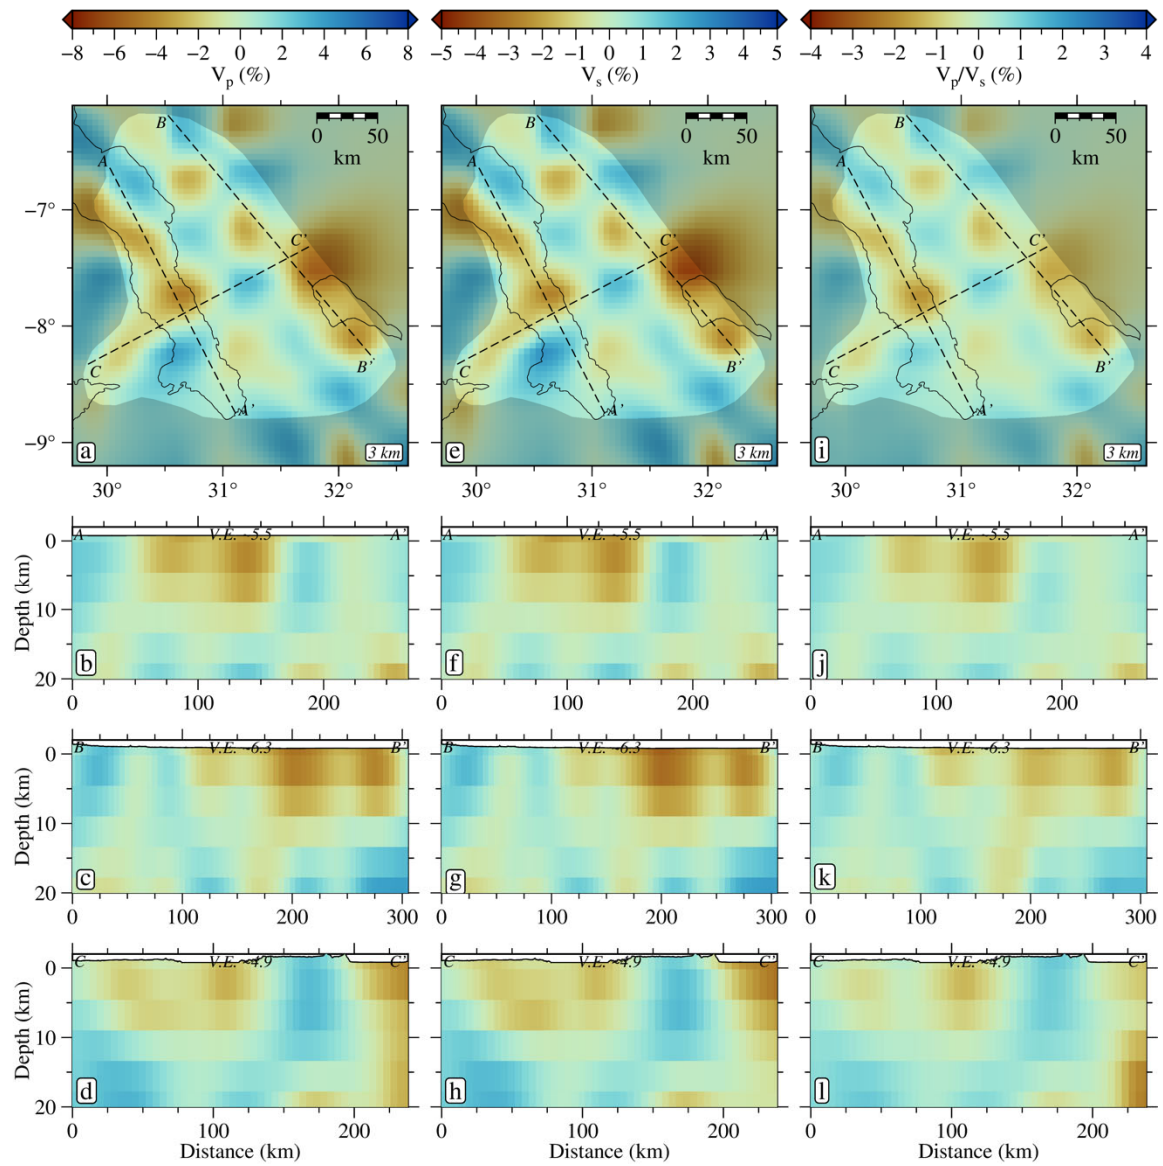 −8 −6 −4 −2 0 2 4 6 8
Vp (%)
−5 −4 −3 −2 −1 0 1 2 3 4 5
Vs (%)
−4 −3 −2 −1 0 1 2 3 4
Vp/Vs (%)
−7°
−8°
−9°
A
B
C'
C
B'
A'
0 50
km
a
3 km
30° 31° 32°
A
B
C'
C
B'
A'
0 50
km
e
3 km
30° 31° 32°
A
B
C'
C
B'
A'
0 50
km
i
3 km
30° 31° 32°
Depth (km)
0
10
20
A V.E. ~5.5 A'
b
0 100 200
A V.E. ~5.5 A'
f
0 100 200
A V.E. ~5.5 A'
j
0 100 200
Depth (km)
0
10
20
B V.E. ~6.3 B'
c
0 100 200 300
B V.E. ~6.3 B'
g
0 100 200 300
B V.E. ~6.3 B'
k
0 100 200 300
Depth (km)
0
10
20
C V.E. ~4.9 C'
d
0 100 200
Distance (km)
C V.E. ~4.9 C'
h
0 100 200
Distance (km)
C V.E. ~4.9 C'
l
0 100 200
Distance (km)